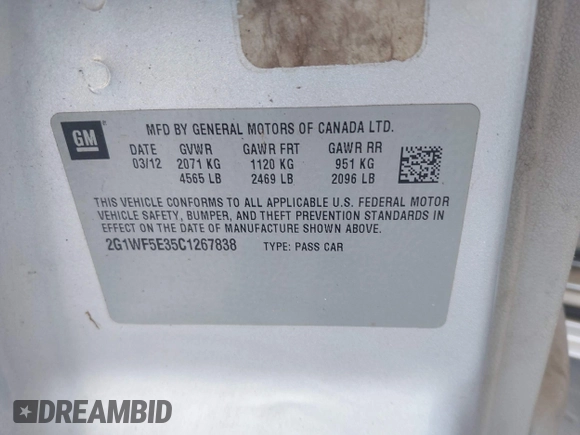 GM
MFD BY GENERAL MOTORS OF CANADA LTD.
DATE GVWR GAWR FRT GAWR RR
03/12 2071 KG 1120 KG 951 KG
4565 LB 2469 LB 2096 LB
THIS VEHICLE CONFORMS TO ALL APPLICABLE U.S. FEDERAL MOTOR
VEHICLE SAFETY, BUMPER, AND THEFT PREVENTION STANDARDS
IN EFFECT ON THE DATE OF MANUFACTURE SHOWN ABOVE.
2G1WF5E35C1267838 TYPE: PASS CAR
DREAMBID